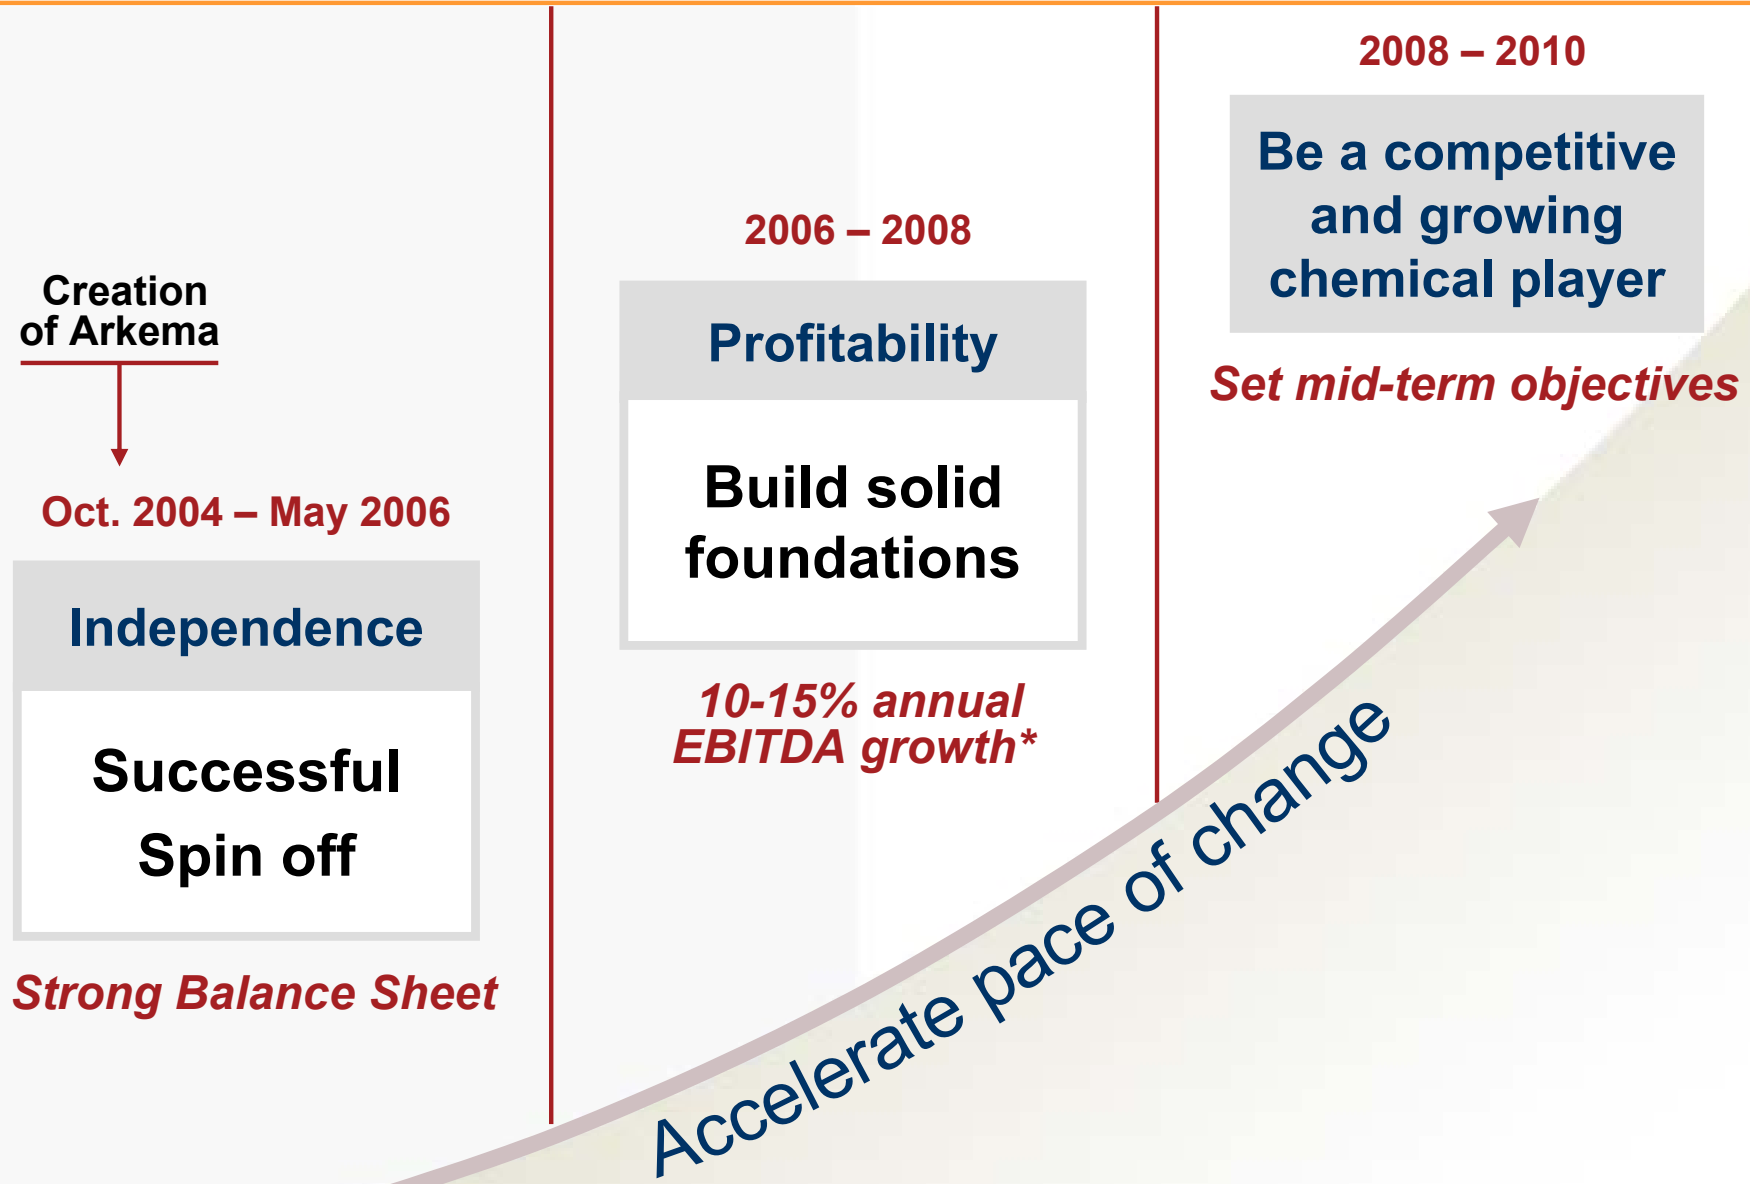 Creation
of Arkema
Oct. 2004 – May 2006
Independence
Successful
Spin off
Strong Balance Sheet
2006 – 2008
Profitability
Build solid
foundations
10-15% annual
EBITDA growth*
2008 – 2010
Be a competitive
and growing
chemical player
Set mid-term objectives
Accelerate pace of change